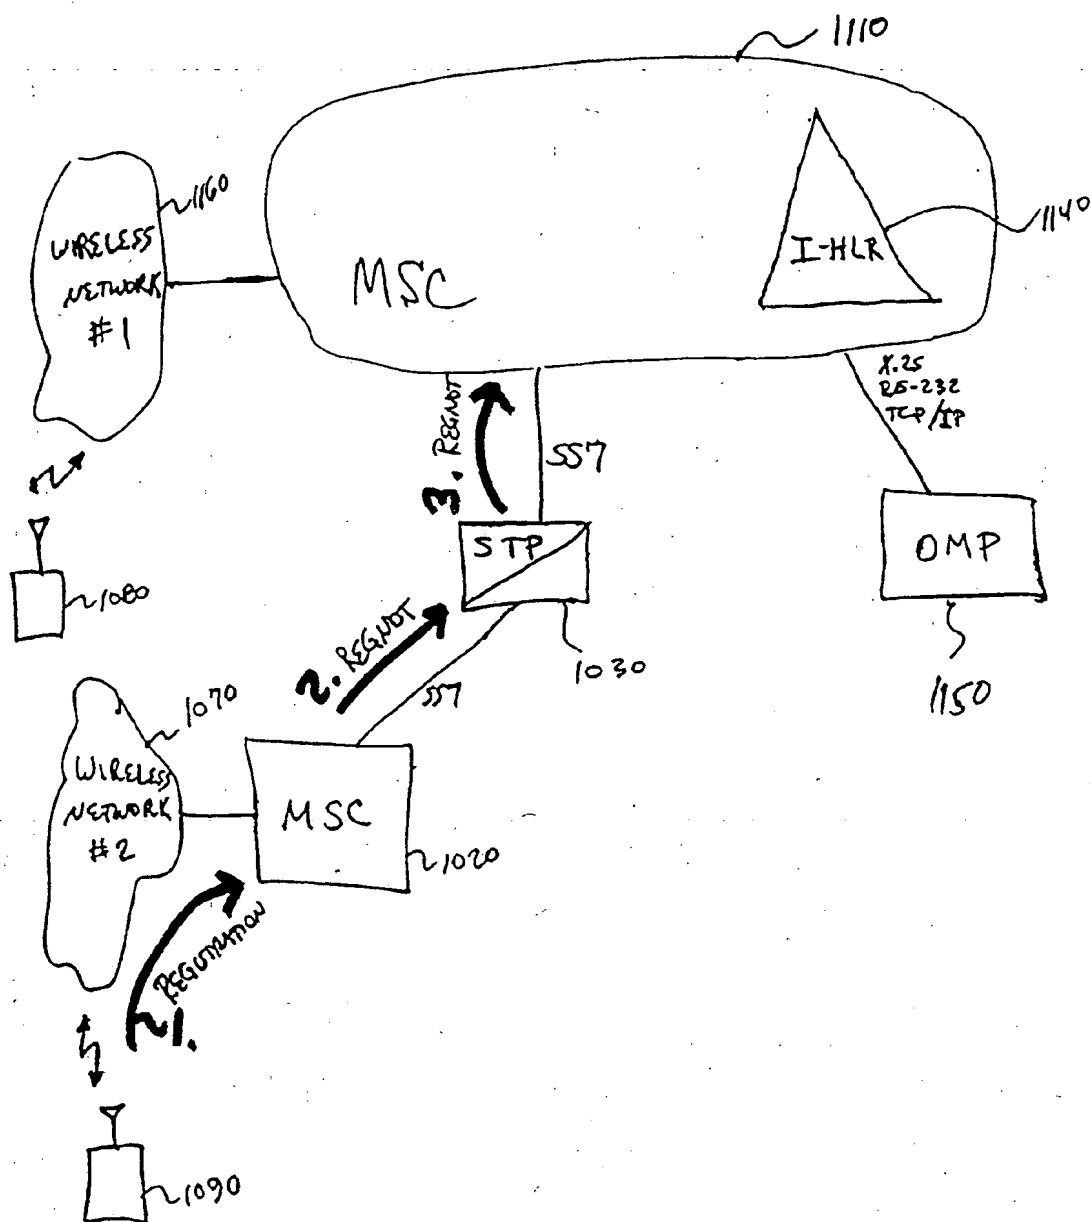 1110
1160
WIRELESS
NETWORK
#1
MSC
I-HLR
1140
X.25
RS-232
TCP/IP
3. REGNOT
SS7
STP
OMP
1080
2. REGNOT
SS7
1030
1150
1070
WIRELESS
NETWORK
#2
MSC
1020
1.
1090